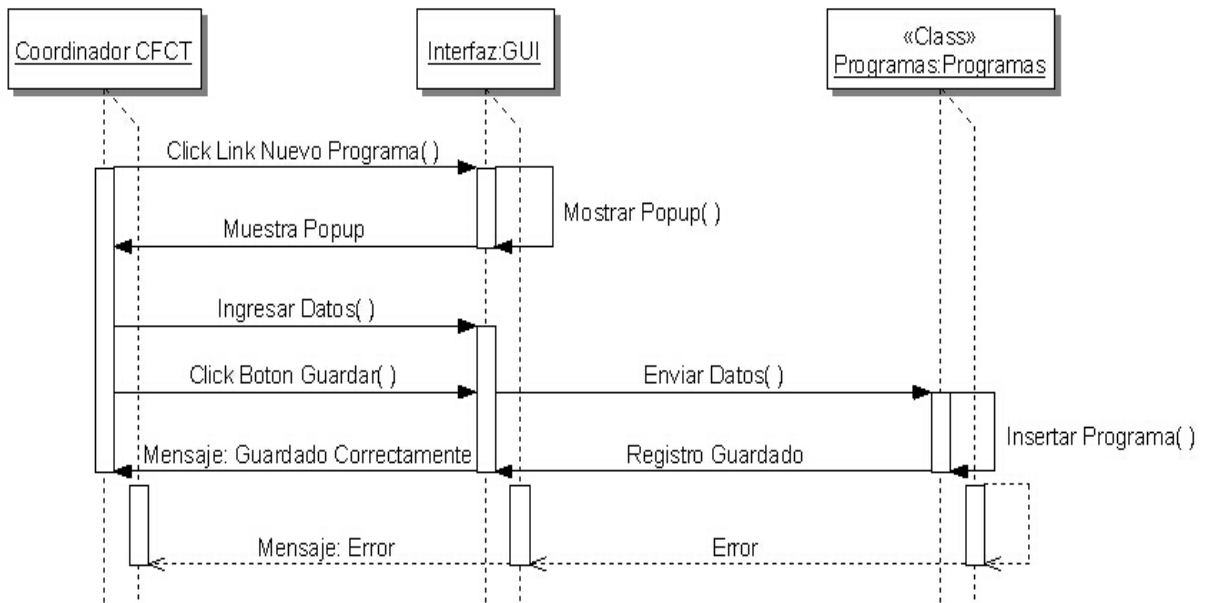 Coordinador CFCT
Interfaz:GUI
«Class»
Programas:Programas
Click Link Nuevo Programa( )
Mostrar Popup( )
Muestra Popup
Ingresar Datos( )
Click Boton Guardar( )
Enviar Datos( )
Insertar Programa( )
Mensaje: Guardado Correctamente
Registro Guardado
Mensaje: Error
Error